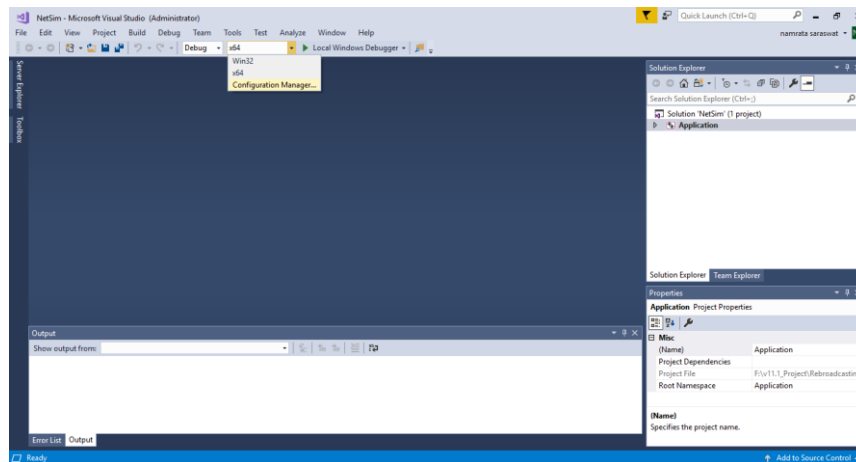 NetSim - Microsoft Visual Studio (Administrator)
Quick Launch (Ctrl+Q)
File Edit View Project Build Debug Team Tools Test Analyze Window Help
namrata saraswat
Debug x64 Local Windows Debugger
Win32
x64
Configuration Manager...
Server Explorer
Toolbox
Solution Explorer
Search Solution Explorer (Ctrl+;)
Solution 'NetSim' (1 project)
Application
Solution Explorer Team Explorer
Properties
Application Project Properties
Misc
(Name) Application
Project Dependencies
Project File F:\v11.1_Project\Rebroadcastin
Root Namespace Application
(Name)
Specifies the project name.
Output
Show output from:
Error List Output
Ready
Add to Source Control